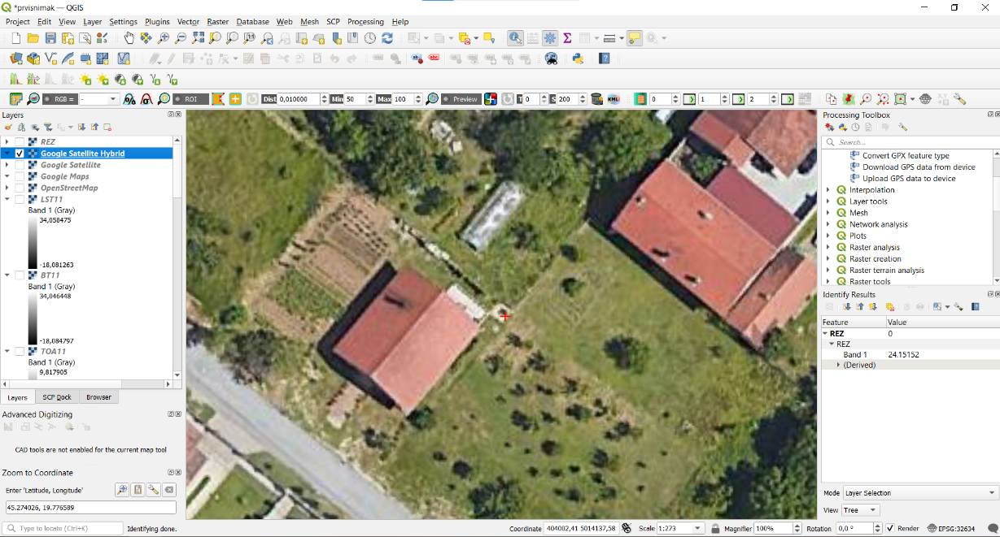 *prvisnimak — QGIS
Project Edit View Layer Settings Plugins Vector Raster Database Web Mesh SCP Processing Help
RGB = - ROI Dist 0,010000 Min 50 Max 100 Preview T 0 S 200 KML 0 1 2
Layers
REZ
Google Satellite Hybrid
Google Satellite
Google Maps
OpenStreetMap
LST11
Band 1 (Gray)
34,058475
-18,081263
BT11
Band 1 (Gray)
34,046448
-18,084797
TOA11
Band 1 (Gray)
9,817905
Layers SCP Dock Browser
Advanced Digitizing
CAD tools are not enabled for the current map tool
Zoom to Coordinate
Enter 'Latitude, Longitude'
45.274026, 19.776589
Processing Toolbox
Search...
Convert GPX feature type
Download GPS data from device
Upload GPS data to device
Interpolation
Layer tools
Mesh
Network analysis
Plots
Raster analysis
Raster creation
Raster terrain analysis
Raster tools
Identify Results
Feature Value
REZ 0
REZ
Band 1 24.15152
(Derived)
Mode Layer Selection
View Tree
Type to locate (Ctrl+K) Identifying done. Coordinate 404002,41 5014137,58 Scale 1:273 Magnifier 100% Rotation 0,0 ° Render EPSG:32634